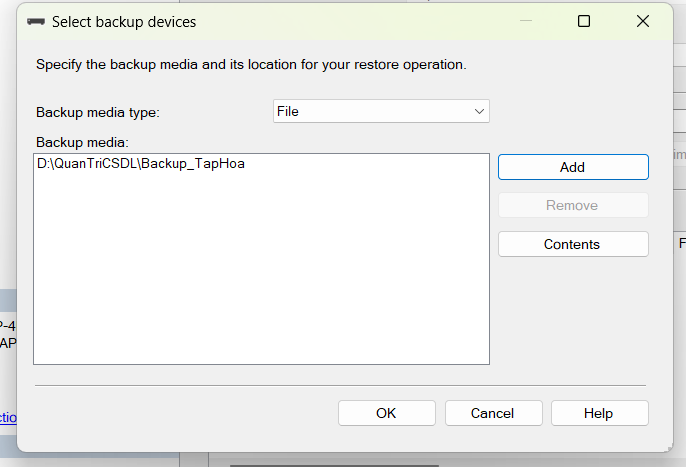 Select backup devices
Specify the backup media and its location for your restore operation.
Backup media type:
File
Backup media:
D:\QuanTriCSDL\Backup_TapHoa
Add
Remove
Contents
OK
Cancel
Help